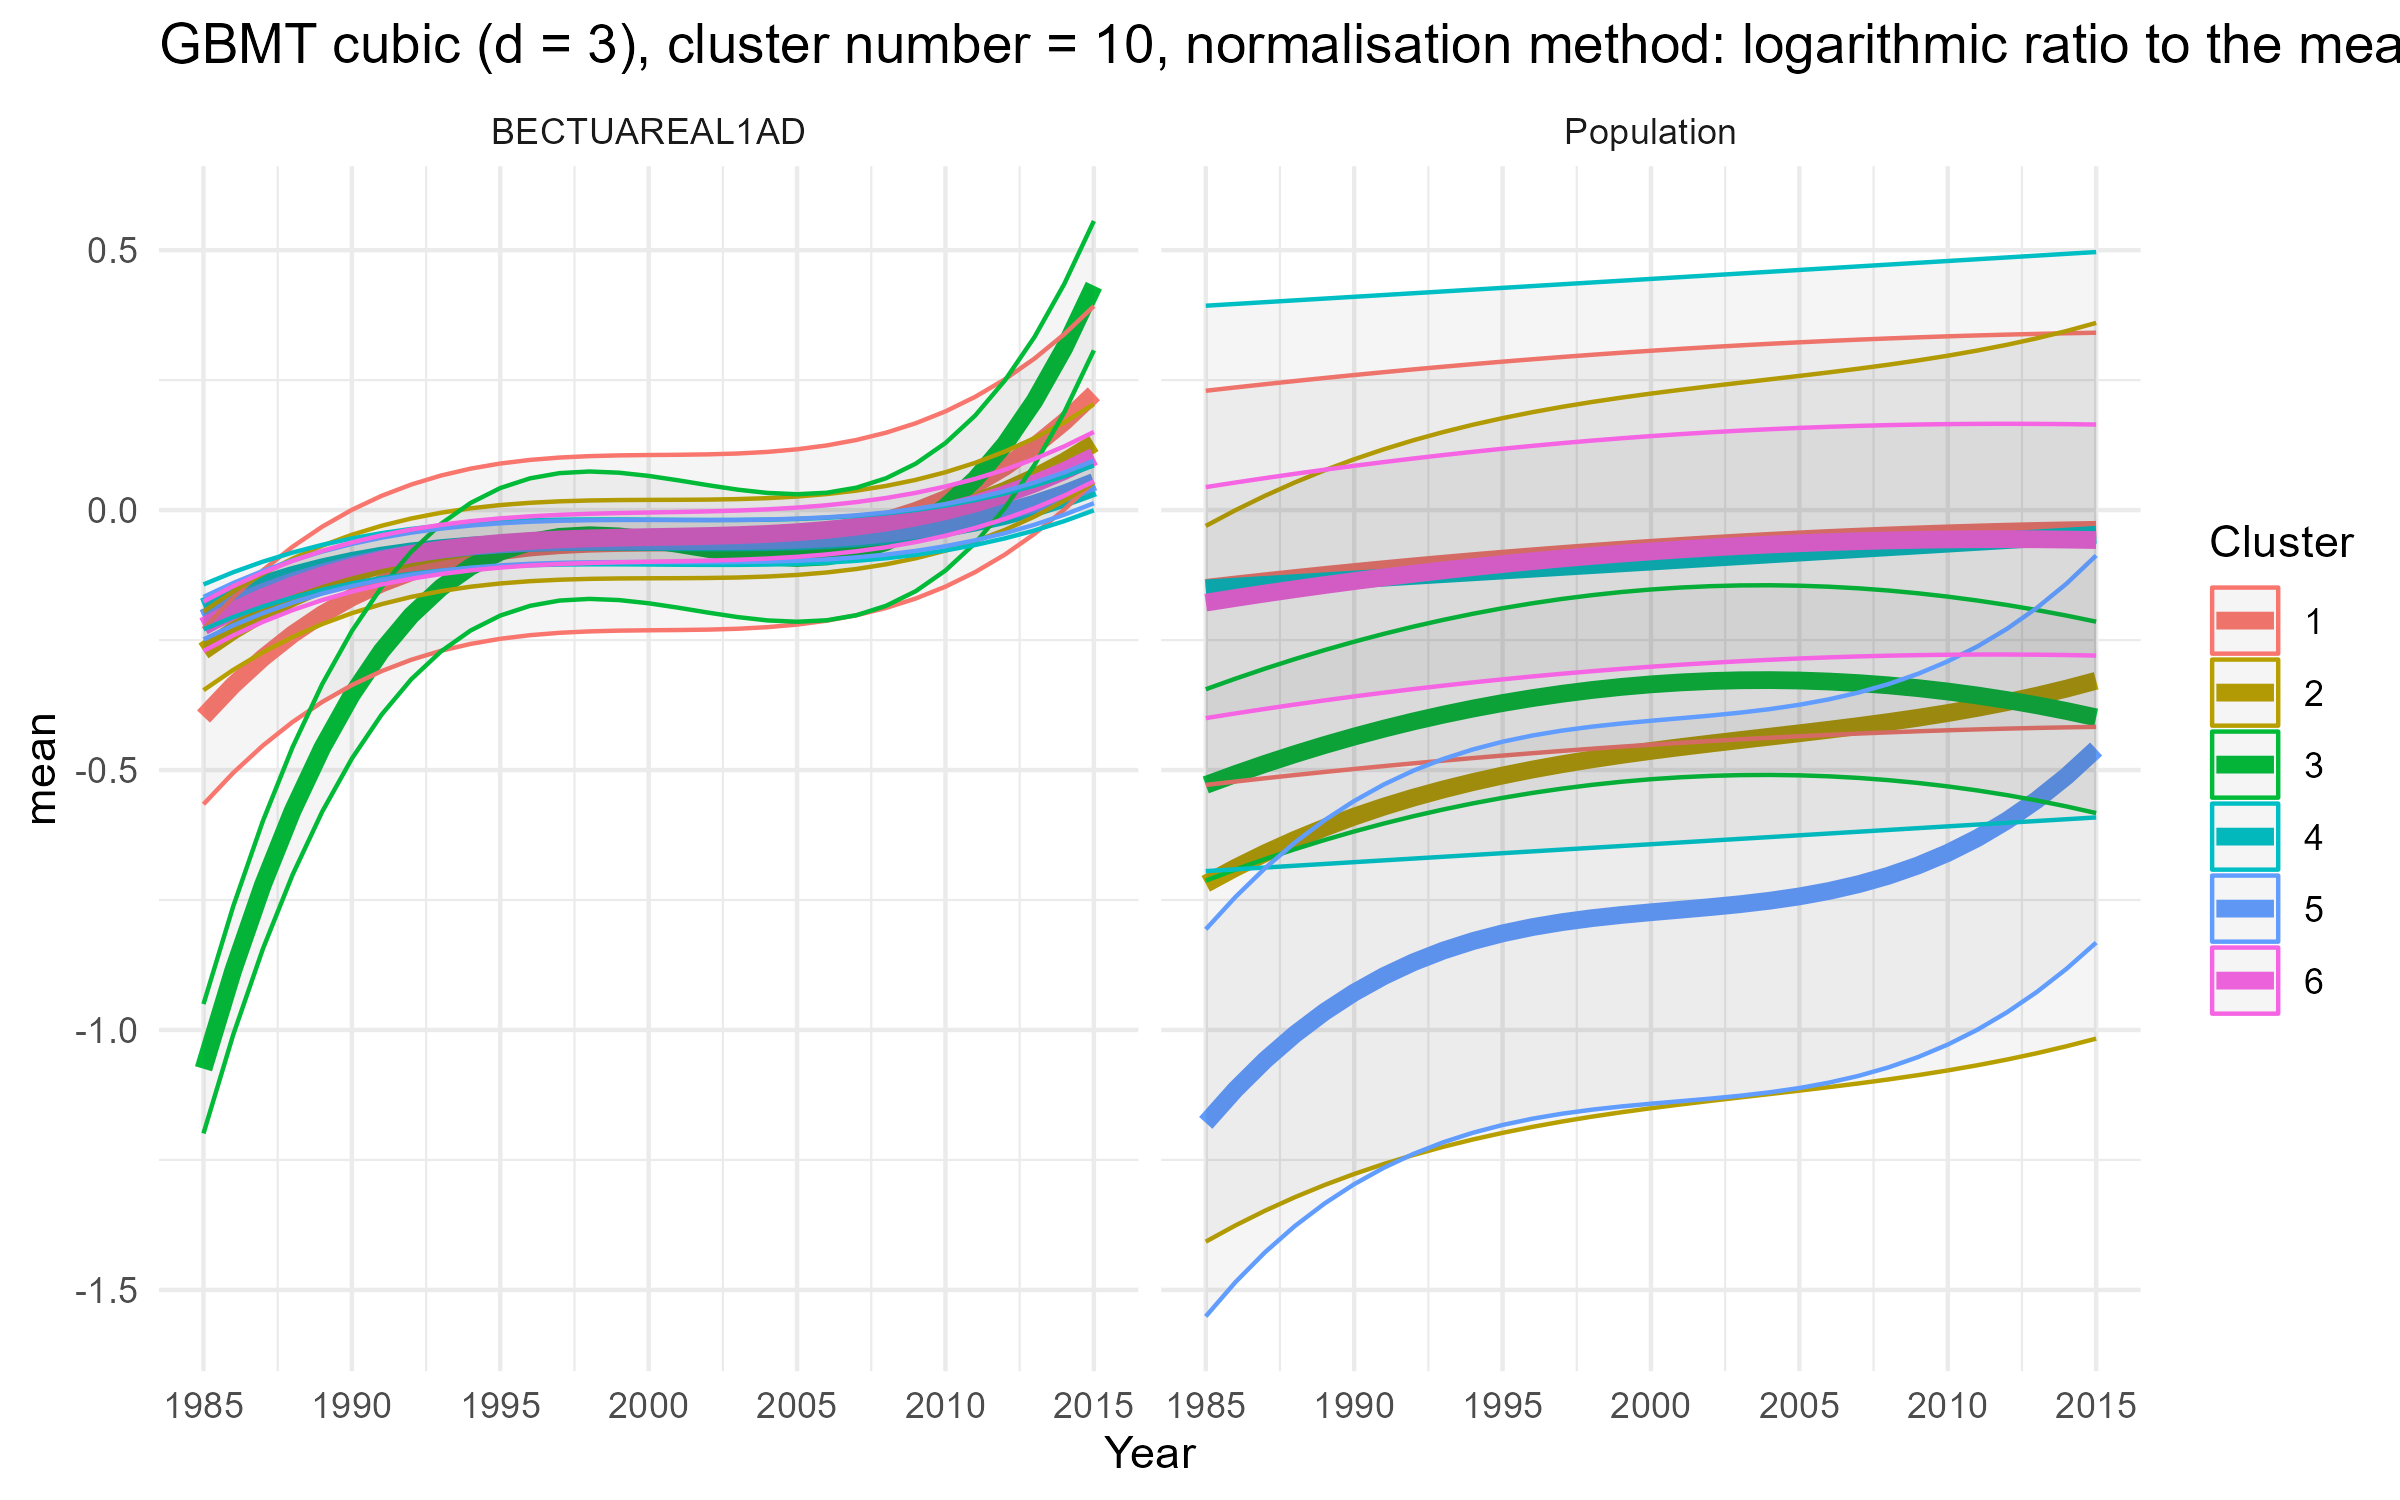 GBMT cubic (d = 3), cluster number = 10, normalisation method: logarithmic ratio to the mea
BECTUAREAL1AD Population
mean
0.5
0.0
-0.5
-1.0
-1.5
1985 1990 1995 2000 2005 2010 2015 1985 1990 1995 2000 2005 2010 2015
Year
Cluster
1
2
3
4
5
6